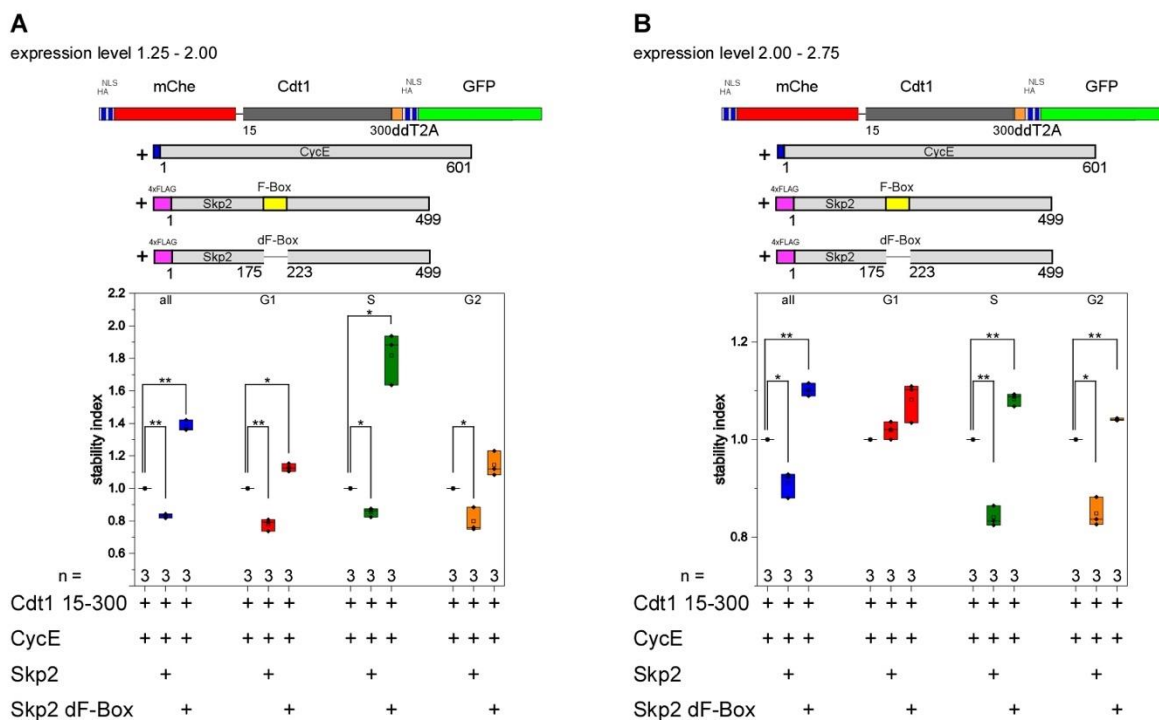 A
expression level 1.25 - 2.00
NLS
HA
mChe
Cdt1
NLS
HA
GFP
15
300ddT2A
+
CycE
1
601
4xFLAG
F-Box
+
Skp2
1
499
4xFLAG
dF-Box
+
Skp2
1
175
223
499
all
G1
S
G2
2.2
2.0
1.8
1.6
1.4
1.2
1.0
0.8
0.6
stability index
** ** ** * * * *
n = 3 3 3 3 3 3 3 3 3 3 3 3
Cdt1 15-300 + + + + + + + + + + + +
CycE + + + + + + + + + + + +
Skp2 + + + +
Skp2 dF-Box + + + +
B
expression level 2.00 - 2.75
NLS
HA
mChe
Cdt1
NLS
HA
GFP
15
300ddT2A
+
CycE
1
601
4xFLAG
F-Box
+
Skp2
1
499
4xFLAG
dF-Box
+
Skp2
1
175
223
499
all
G1
S
G2
1.2
1.0
0.8
stability index
** * ** ** ** *
n = 3 3 3 3 3 3 3 3 3 3 3 3
Cdt1 15-300 + + + + + + + + + + + +
CycE + + + + + + + + + + + +
Skp2 + + + +
Skp2 dF-Box + + + +